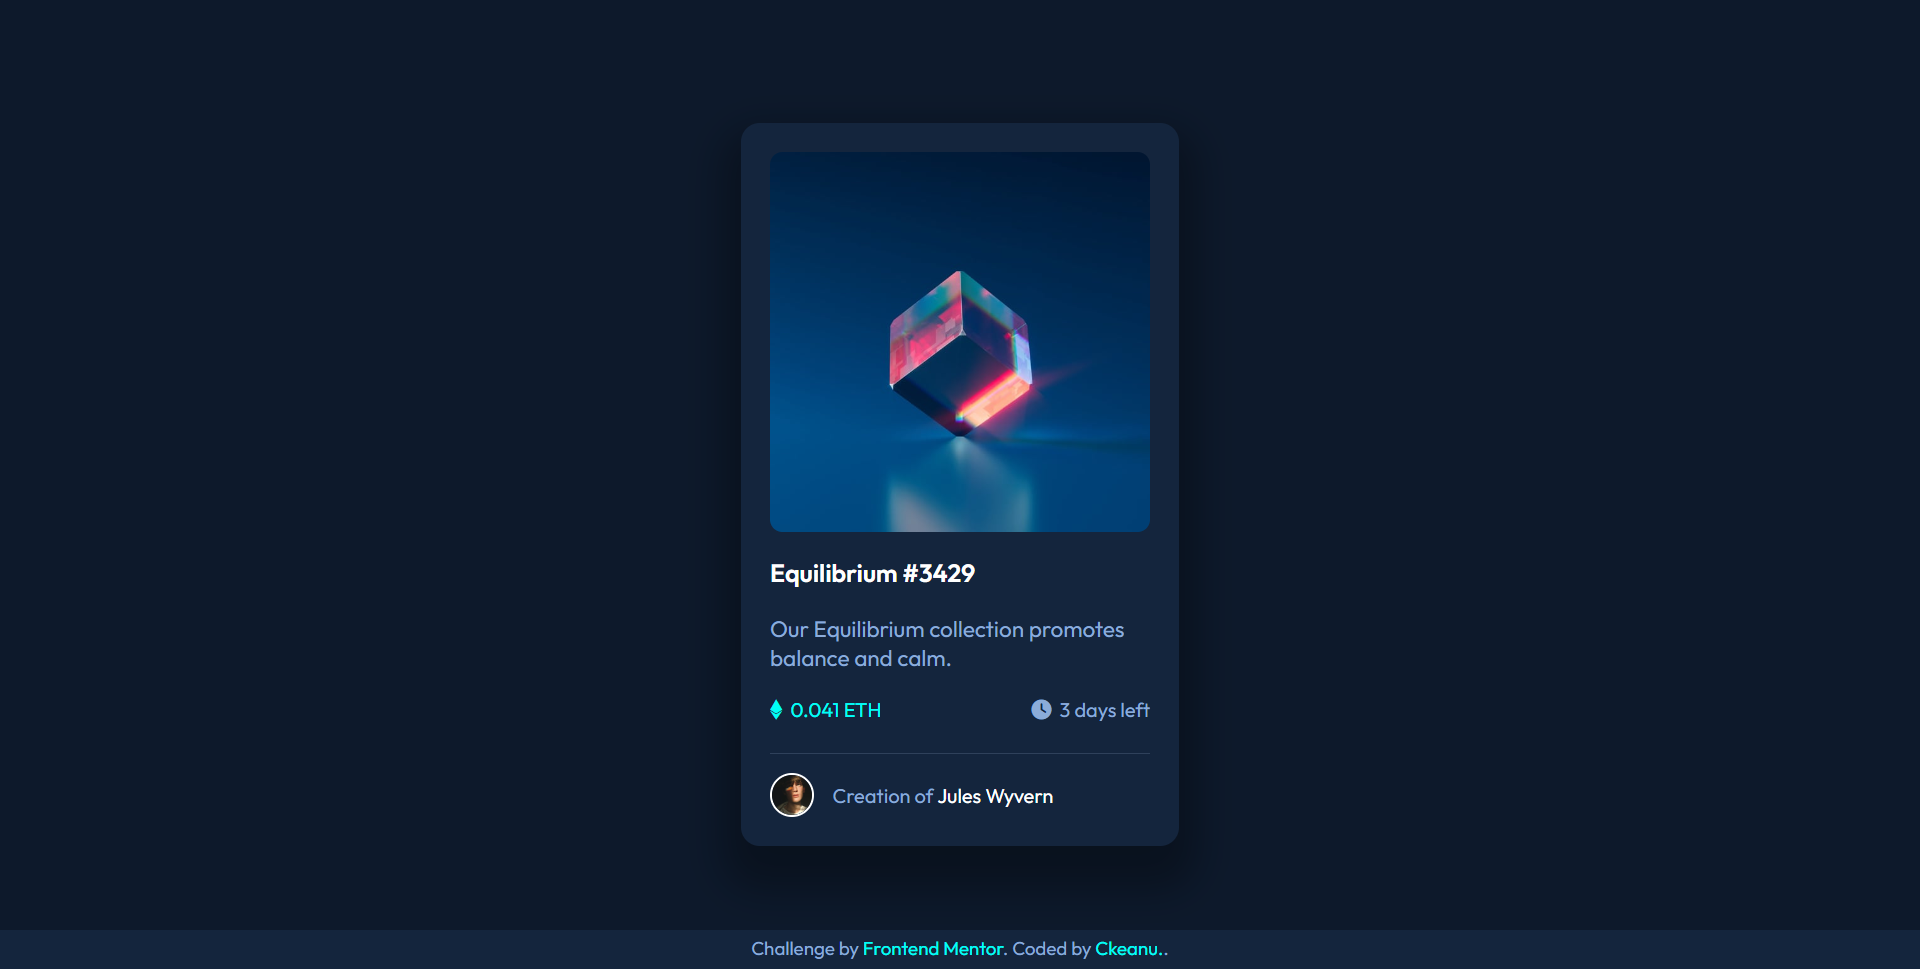 Equilibrium #3429
Our Equilibrium collection promotes
balance and calm.
0.041 ETH
3 days left
Creation of Jules Wyvern
Challenge by Frontend Mentor. Coded by Ckeanu..